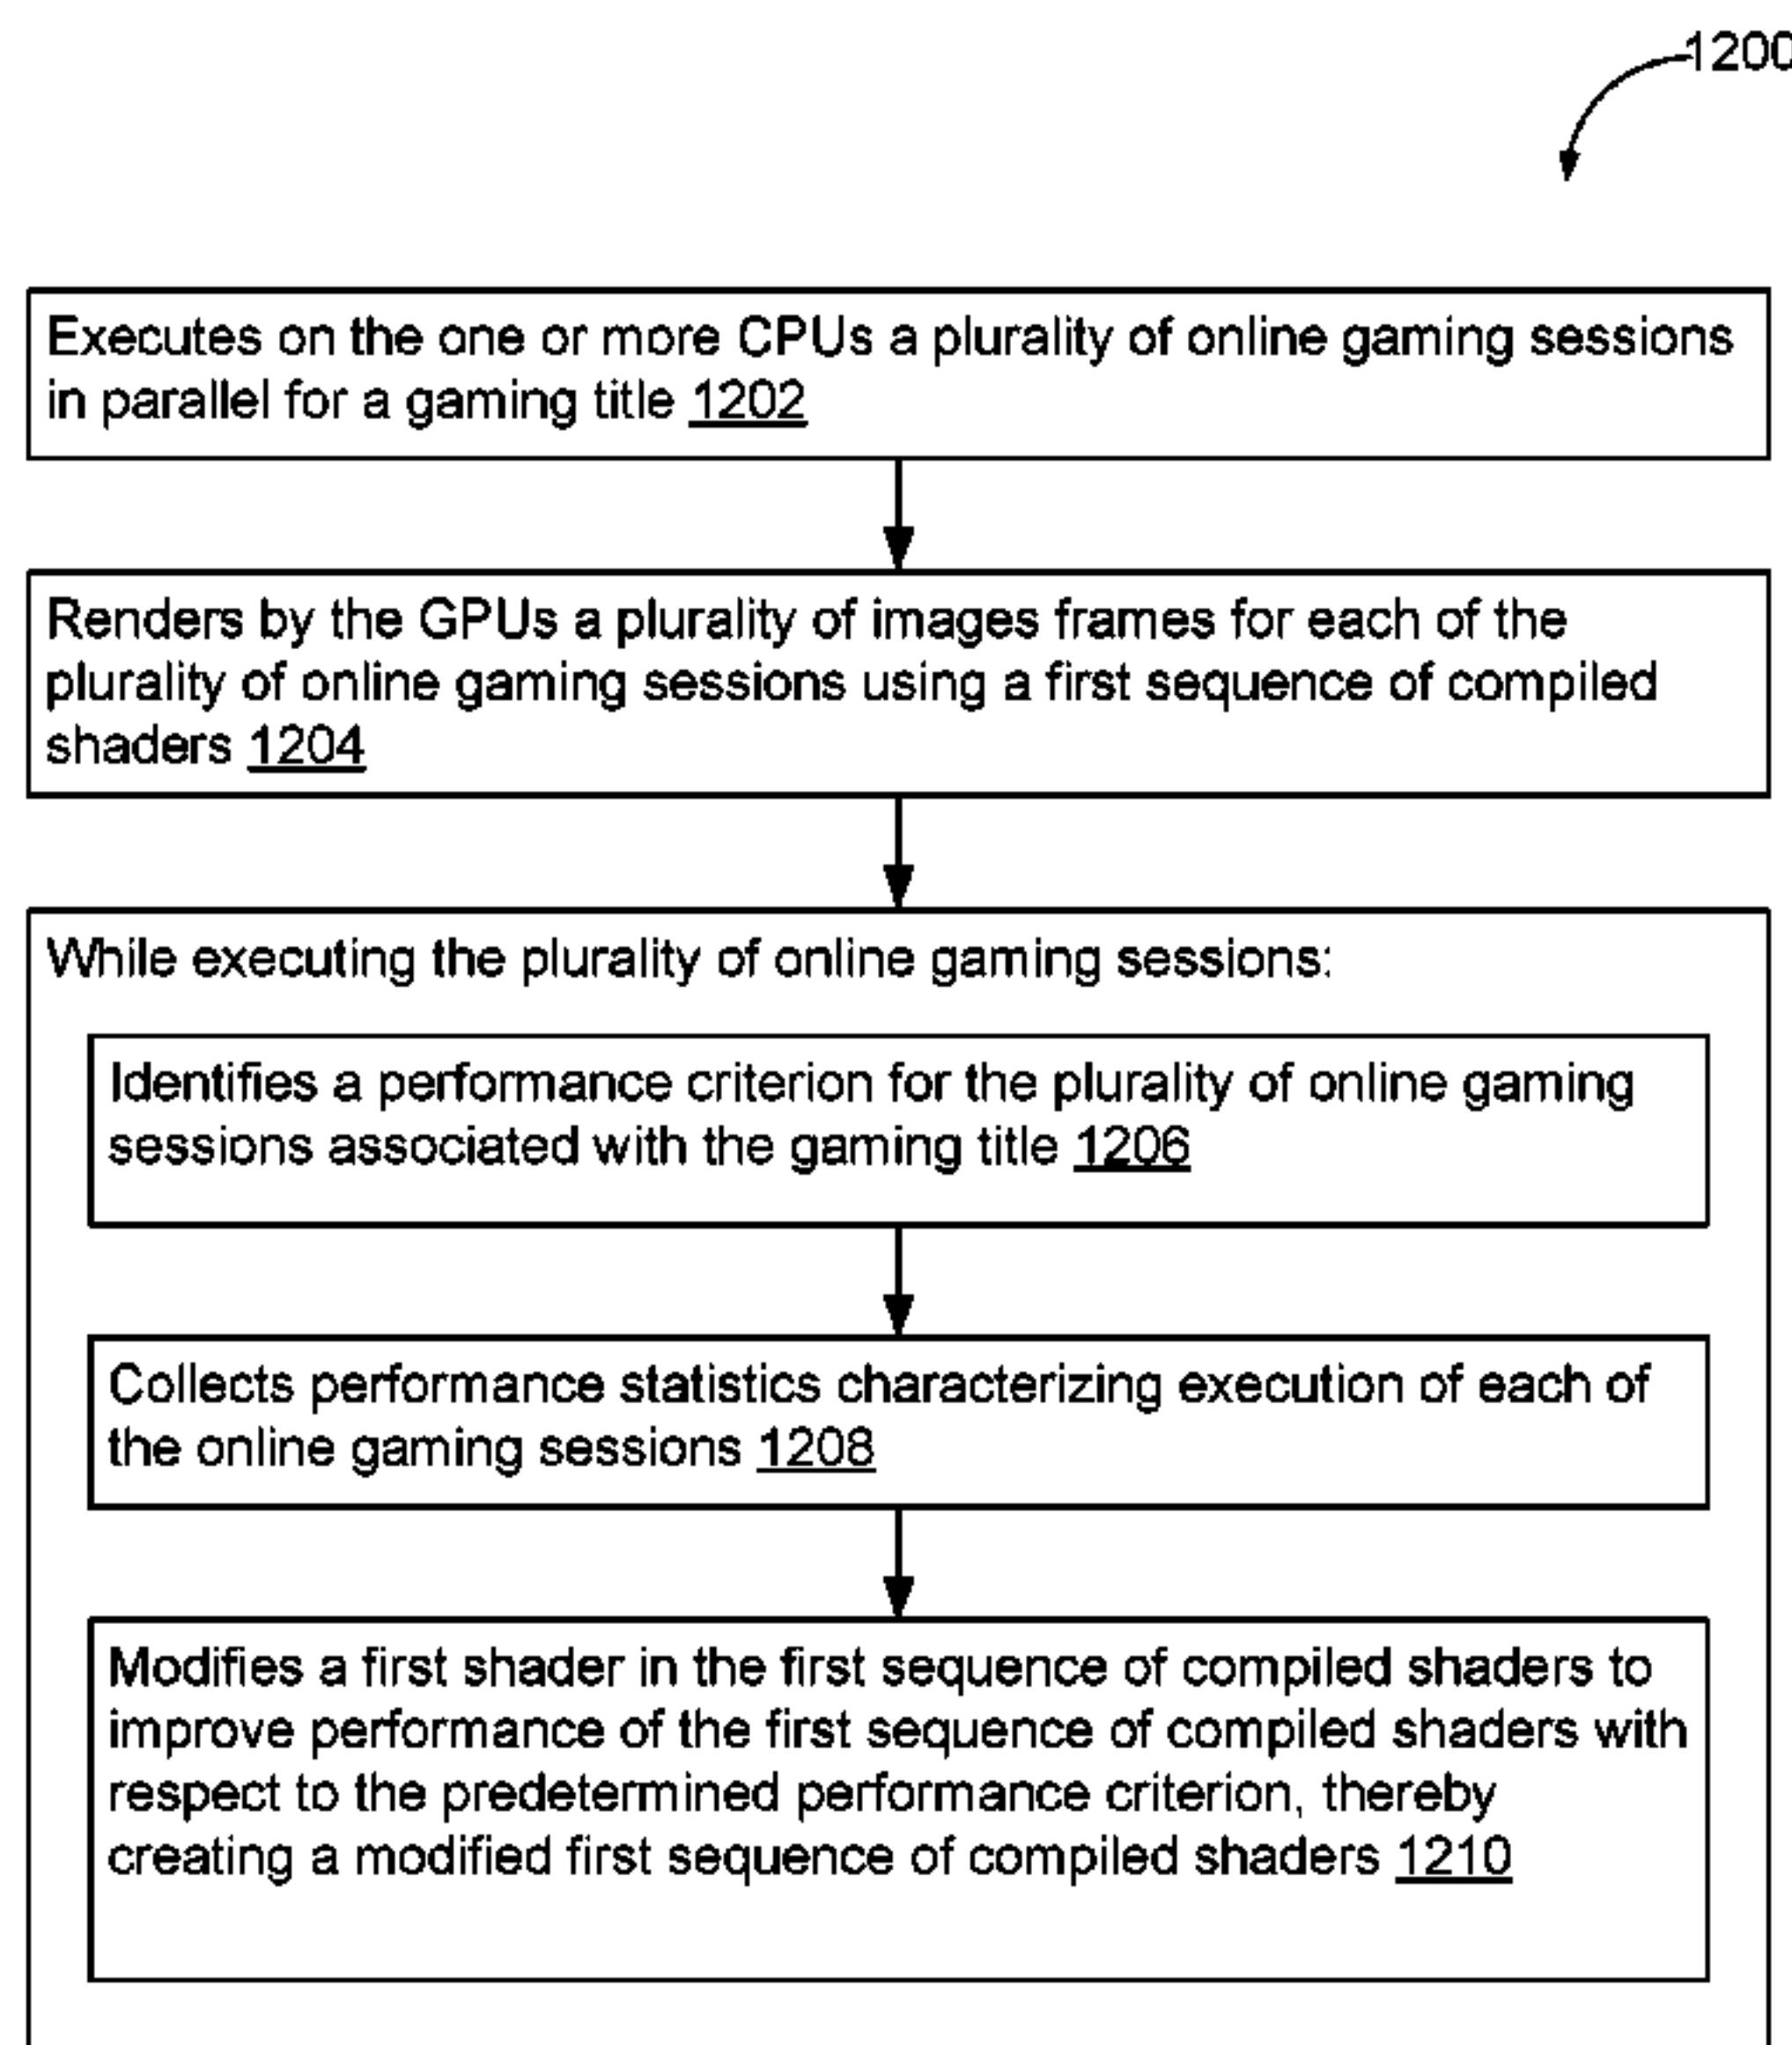 1200
Executes on the one or more CPUs a plurality of online gaming sessions
in parallel for a gaming title 1202
Renders by the GPUs a plurality of images frames for each of the
plurality of online gaming sessions using a first sequence of compiled
shaders 1204
While executing the plurality of online gaming sessions:
Identifies a performance criterion for the plurality of online gaming
sessions associated with the gaming title 1206
Collects performance statistics characterizing execution of each of
the online gaming sessions 1208
Modifies a first shader in the first sequence of compiled shaders to
improve performance of the first sequence of compiled shaders with
respect to the predetermined performance criterion, thereby
creating a modified first sequence of compiled shaders 1210